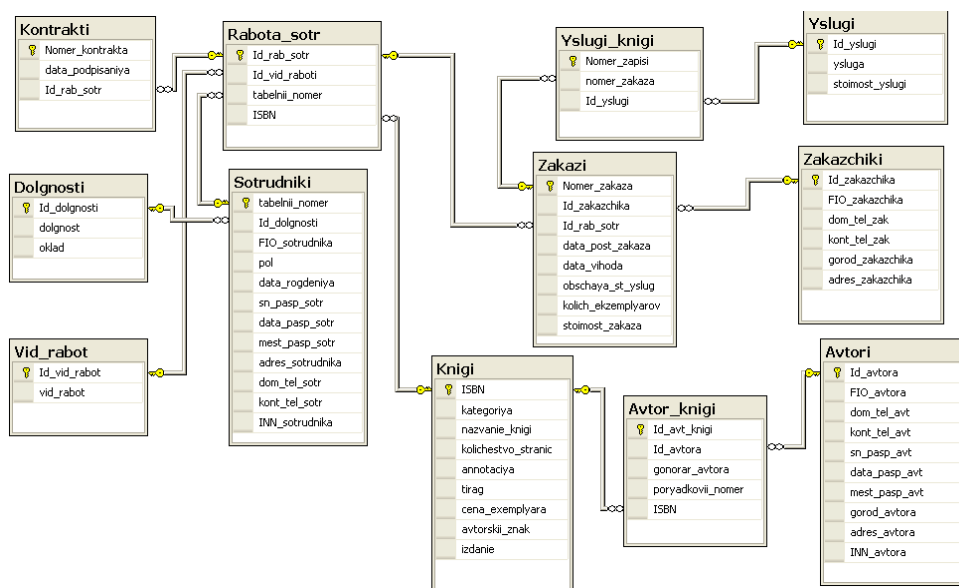 Kontrakti
Nomer_kontrakta
data_podpisaniya
Id_rab_sotr
Rabota_sotr
Id_rab_sotr
Id_vid_raboti
tabelnii_nomer
ISBN
Yslugi_knigi
Nomer_zapisi
nomer_zakaza
Id_yslugi
Yslugi
Id_yslugi
ysluga
stoimost_yslugi
Dolgnosti
Id_dolgnosti
dolgnost
oklad
Sotrudniki
tabelnii_nomer
Id_dolgnosti
FIO_sotrudnika
pol
data_rogdeniya
sn_pasp_sotr
data_pasp_sotr
mest_pasp_sotr
adres_sotrudnika
dom_tel_sotr
kont_tel_sotr
INN_sotrudnika
Zakazi
Nomer_zakaza
Id_zakazchika
Id_rab_sotr
data_post_zakaza
data_vihoda
obschaya_st_yslug
kolich_ekzemplyarov
stoimost_zakaza
Zakazchiki
Id_zakazchika
FIO_zakazchika
dom_tel_zak
kont_tel_zak
gorod_zakazchika
adres_zakazchika
Vid_rabot
Id_vid_rabot
vid_rabot
Knigi
ISBN
kategoriya
nazvanie_knigi
kolichestvo_stranic
annotaciya
tirag
cena_exemplyara
avtorskii_znak
izdanie
Avtor_knigi
Id_avt_knigi
Id_avtora
gonorar_avtora
poryadkovii_nomer
ISBN
Avtori
Id_avtora
FIO_avtora
dom_tel_avt
kont_tel_avt
sn_pasp_avt
data_pasp_avt
mest_pasp_avt
gorod_avtora
adres_avtora
INN_avtora